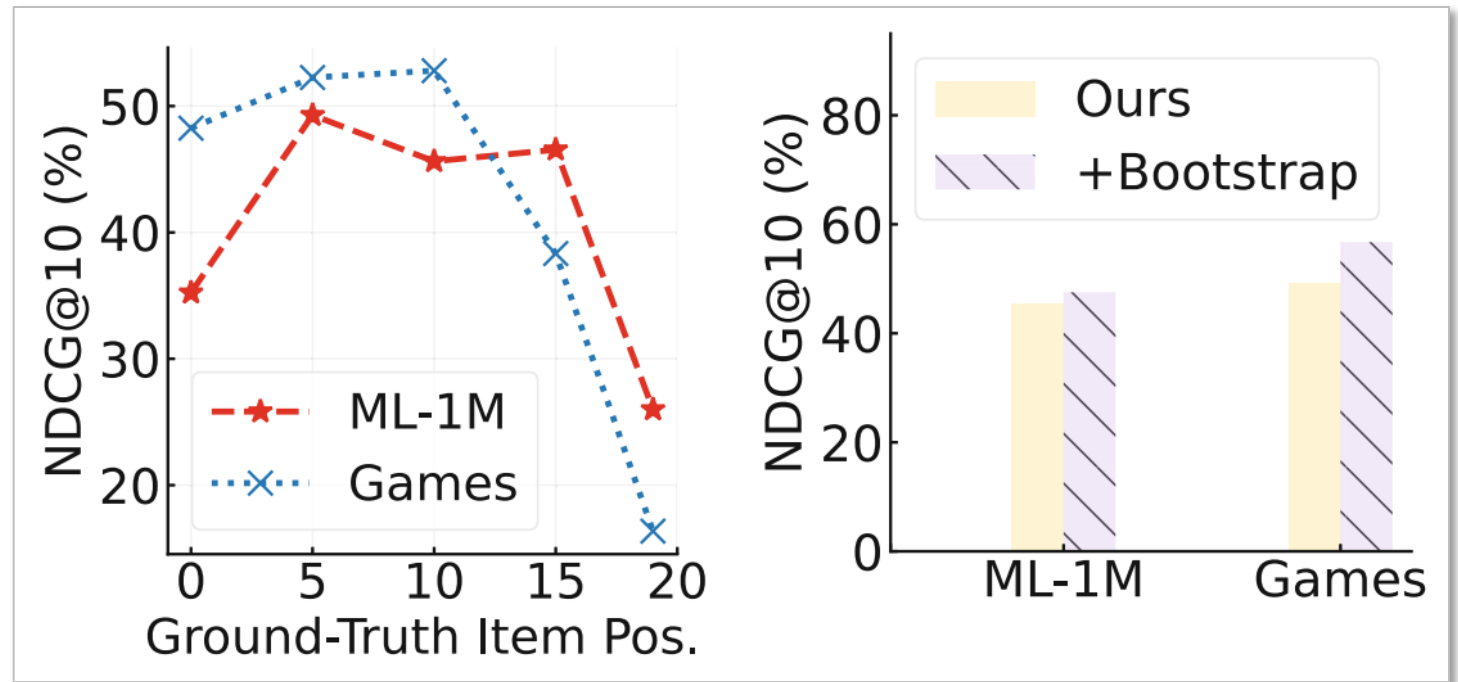 NDCG@10 (%)
50
40
30
20
ML-1M
Games
0 5 10 15 20
Ground-Truth Item Pos.
NDCG@10 (%)
80
60
40
20
0
Ours
+Bootstrap
ML-1M Games